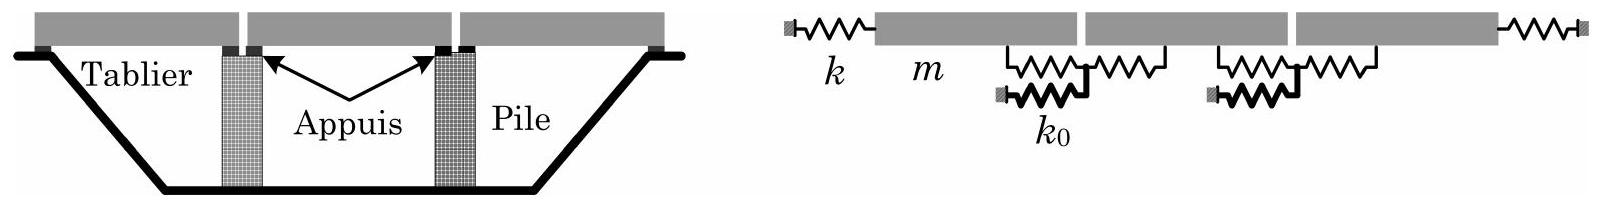 Tablier
Appuis
Pile
k
m
k₀